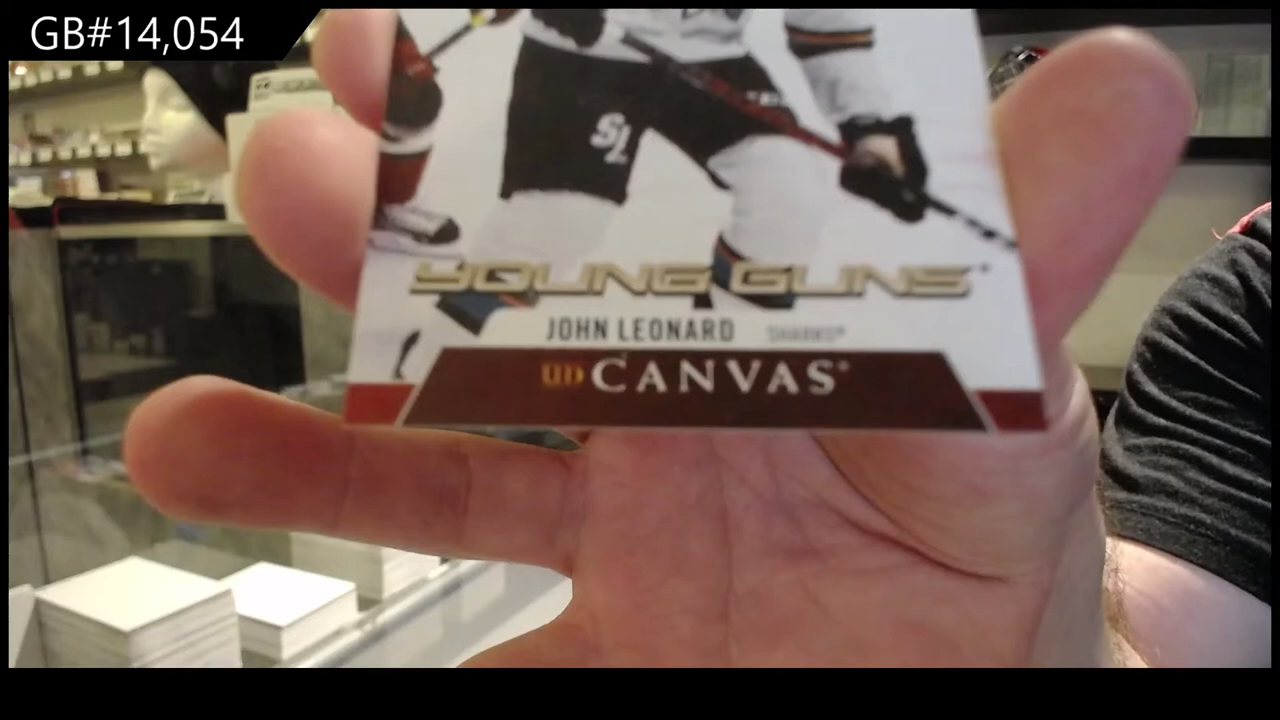 GB#14,054
SJ
YOUNG GUNS
JOHN LEONARD SHARKS
UD CANVAS